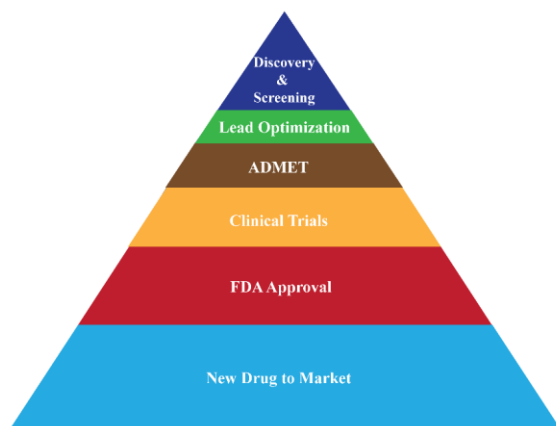 Discovery
&
Screening
Lead Optimization
ADMET
Clinical Trials
FDA Approval
New Drug to Market